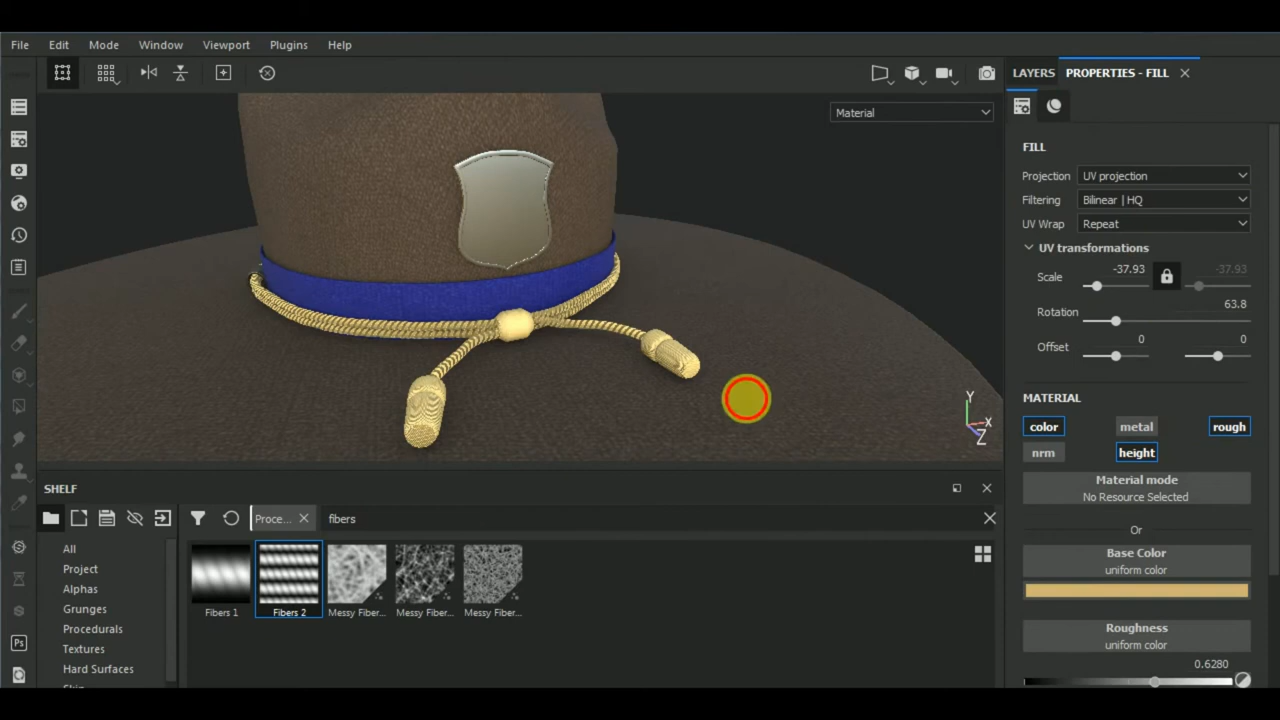 File Edit Mode Window Viewport Plugins Help
LAYERS PROPERTIES - FILL
Material
FILL
Projection UV projection
Filtering Bilinear | HQ
UV Wrap Repeat
UV transformations
Scale -37.93 -37.93
Rotation 63.8
Offset 0 0
MATERIAL
color metal rough
nrm height
Material mode
No Resource Selected
Or
Base Color
uniform color
Roughness
uniform color
0.6280
Y
X
Z
SHELF
Proce... fibers
All
Project
Alphas
Grunges
Procedurals
Textures
Hard Surfaces
Fibers 1 Fibers 2 Messy Fiber... Messy Fiber... Messy Fiber...
Ps